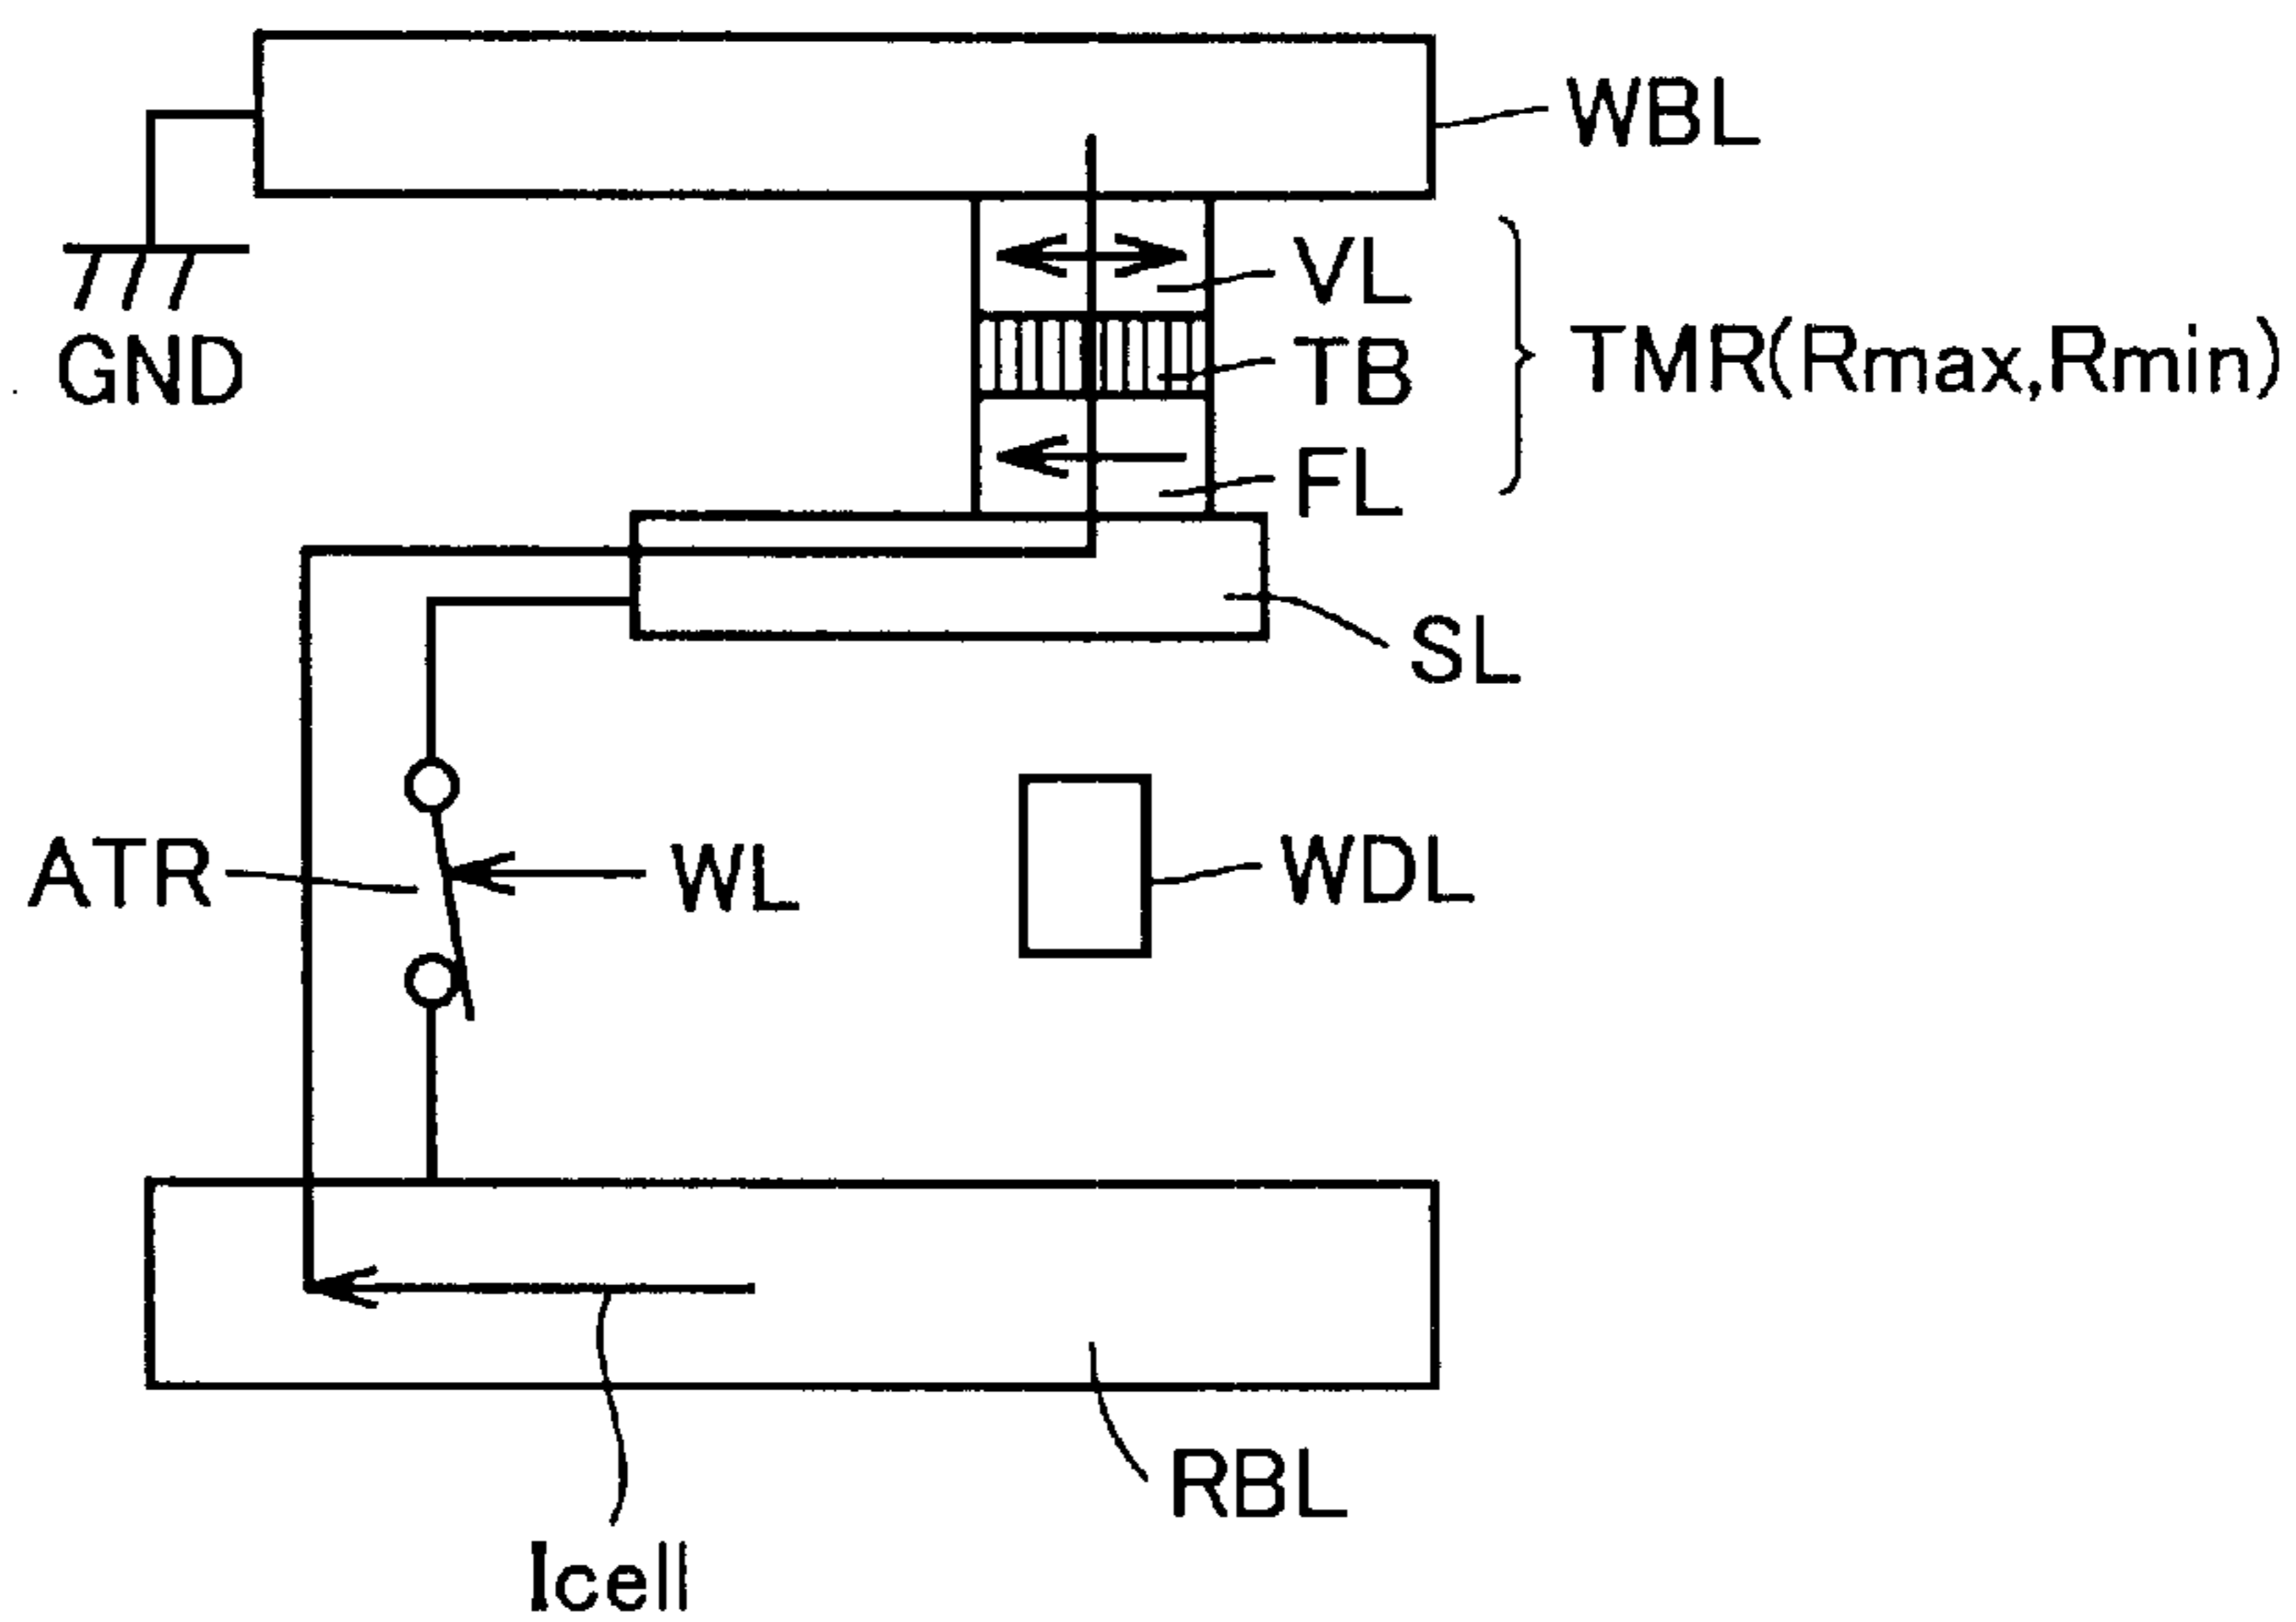 WBL
VL
TB
TMR(Rmax,Rmin)
GND
FL
SL
ATR
WL
WDL
RBL
Icell